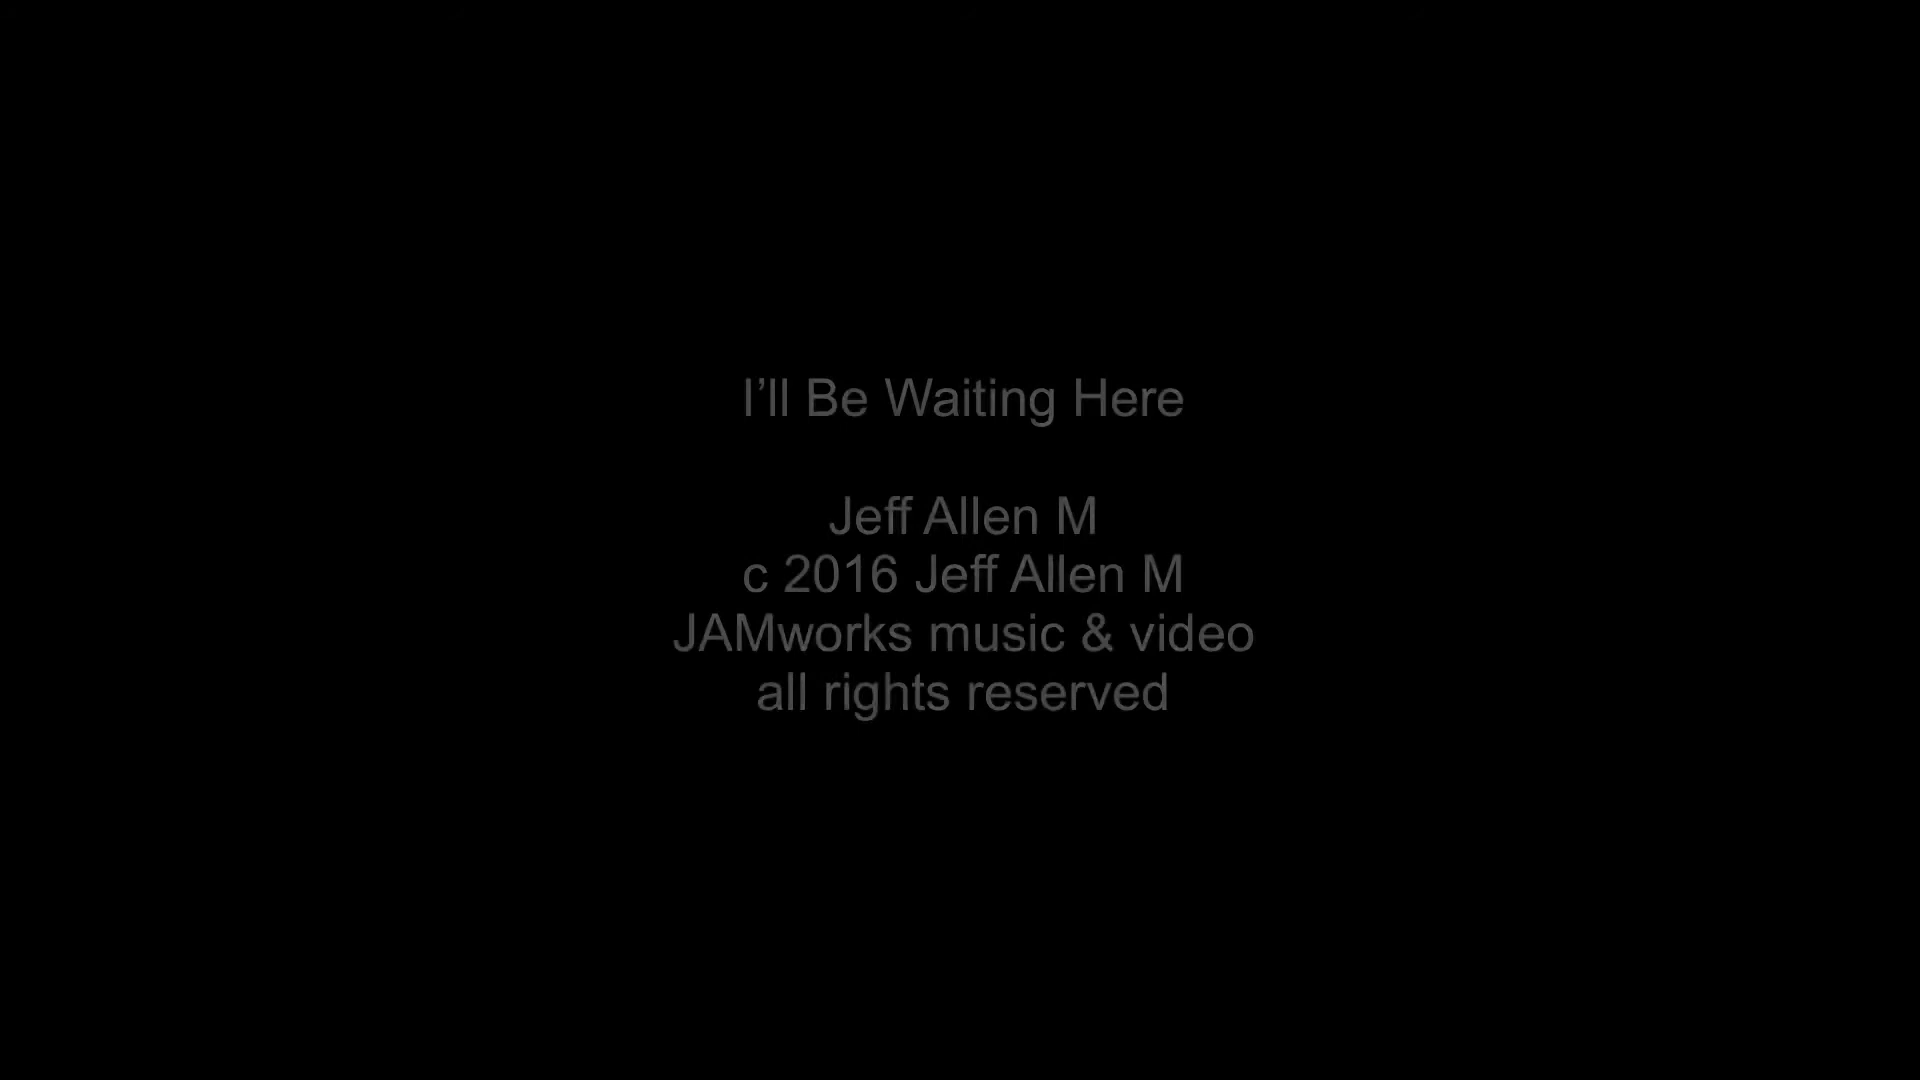 I’ll Be Waiting Here
Jeff Allen M
c 2016 Jeff Allen M
JAMworks music & video
all rights reserved